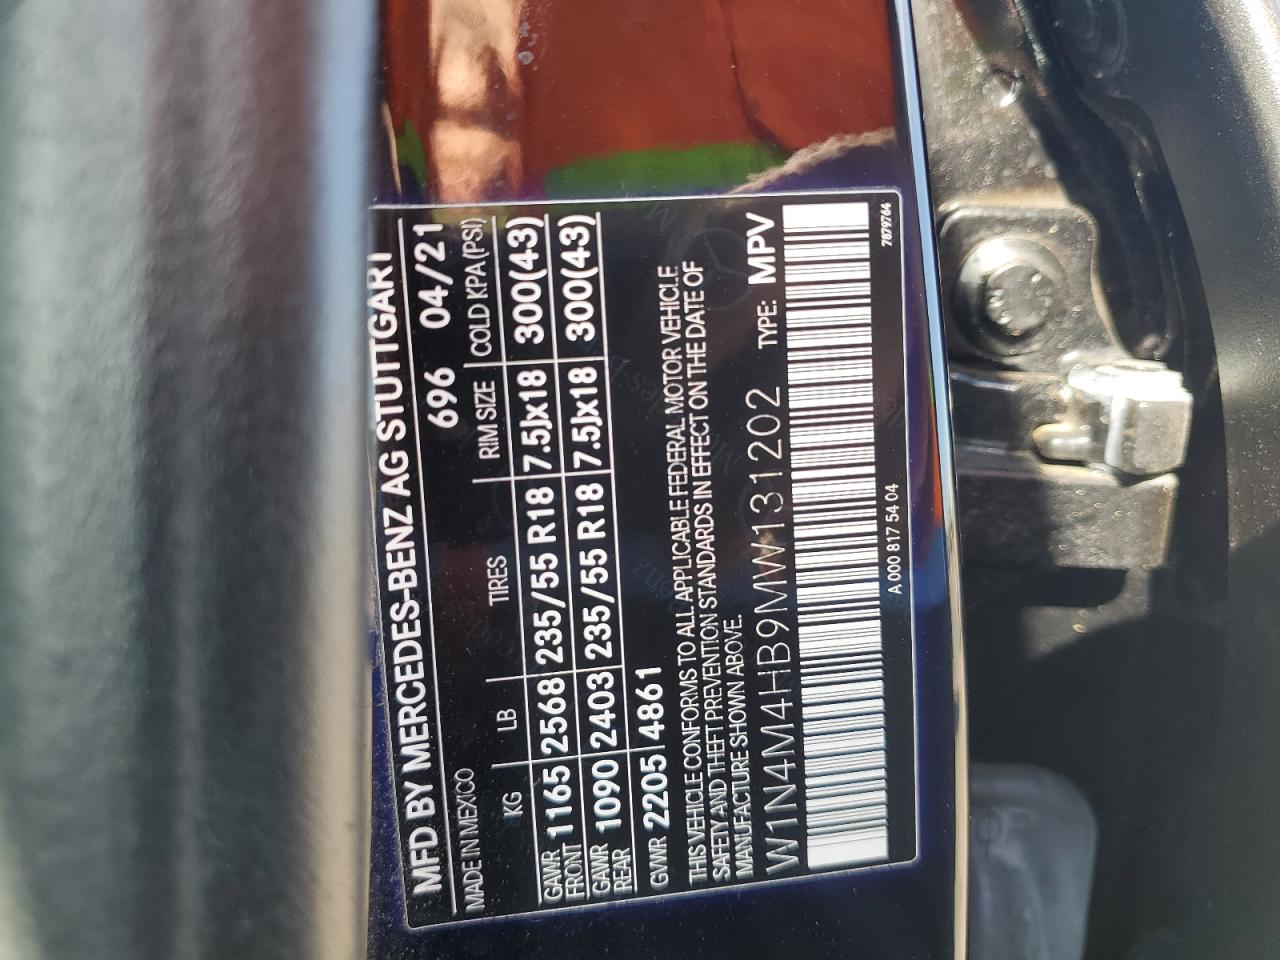 MFD BY MERCEDES-BENZ AG STUTTGART
MADE IN MEXICO 696 04/21
KG LB TIRES RIM SIZE COLD KPA (PSI)
GAWR FRONT 1165 2568 235/55 R18 7.5Jx18 300(43)
GAWR REAR 1090 2403 235/55 R18 7.5Jx18 300(43)
GVWR 2205 4861
THIS VEHICLE CONFORMS TO ALL APPLICABLE FEDERAL MOTOR VEHICLE
SAFETY AND THEFT PREVENTION STANDARDS IN EFFECT ON THE DATE OF
MANUFACTURE SHOWN ABOVE.
W1N4M4HB9MW131202 TYPE: MPV
A 000 817 54 04 7879764